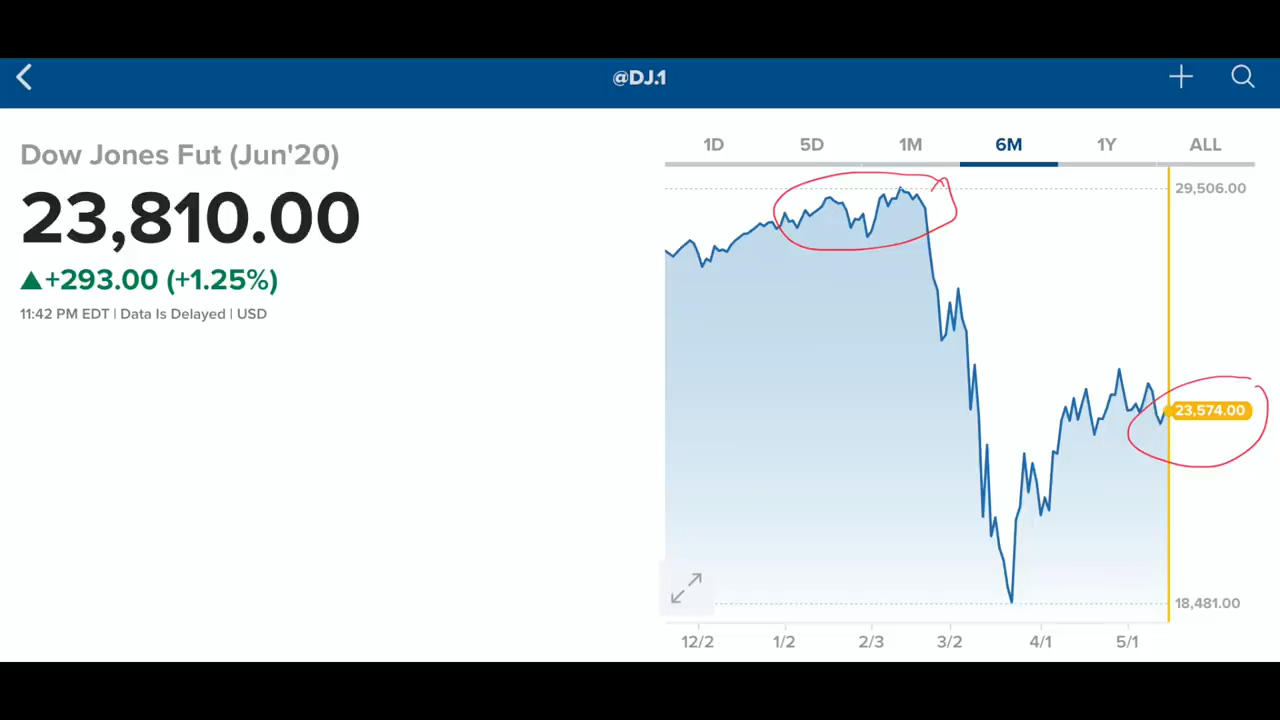 @DJ.1
Dow Jones Fut (Jun'20)
23,810.00
▲+293.00 (+1.25%)
11:42 PM EDT | Data Is Delayed | USD
1D 5D 1M 6M 1Y ALL
29,506.00
23,574.00
18,481.00
12/2 1/2 2/3 3/2 4/1 5/1